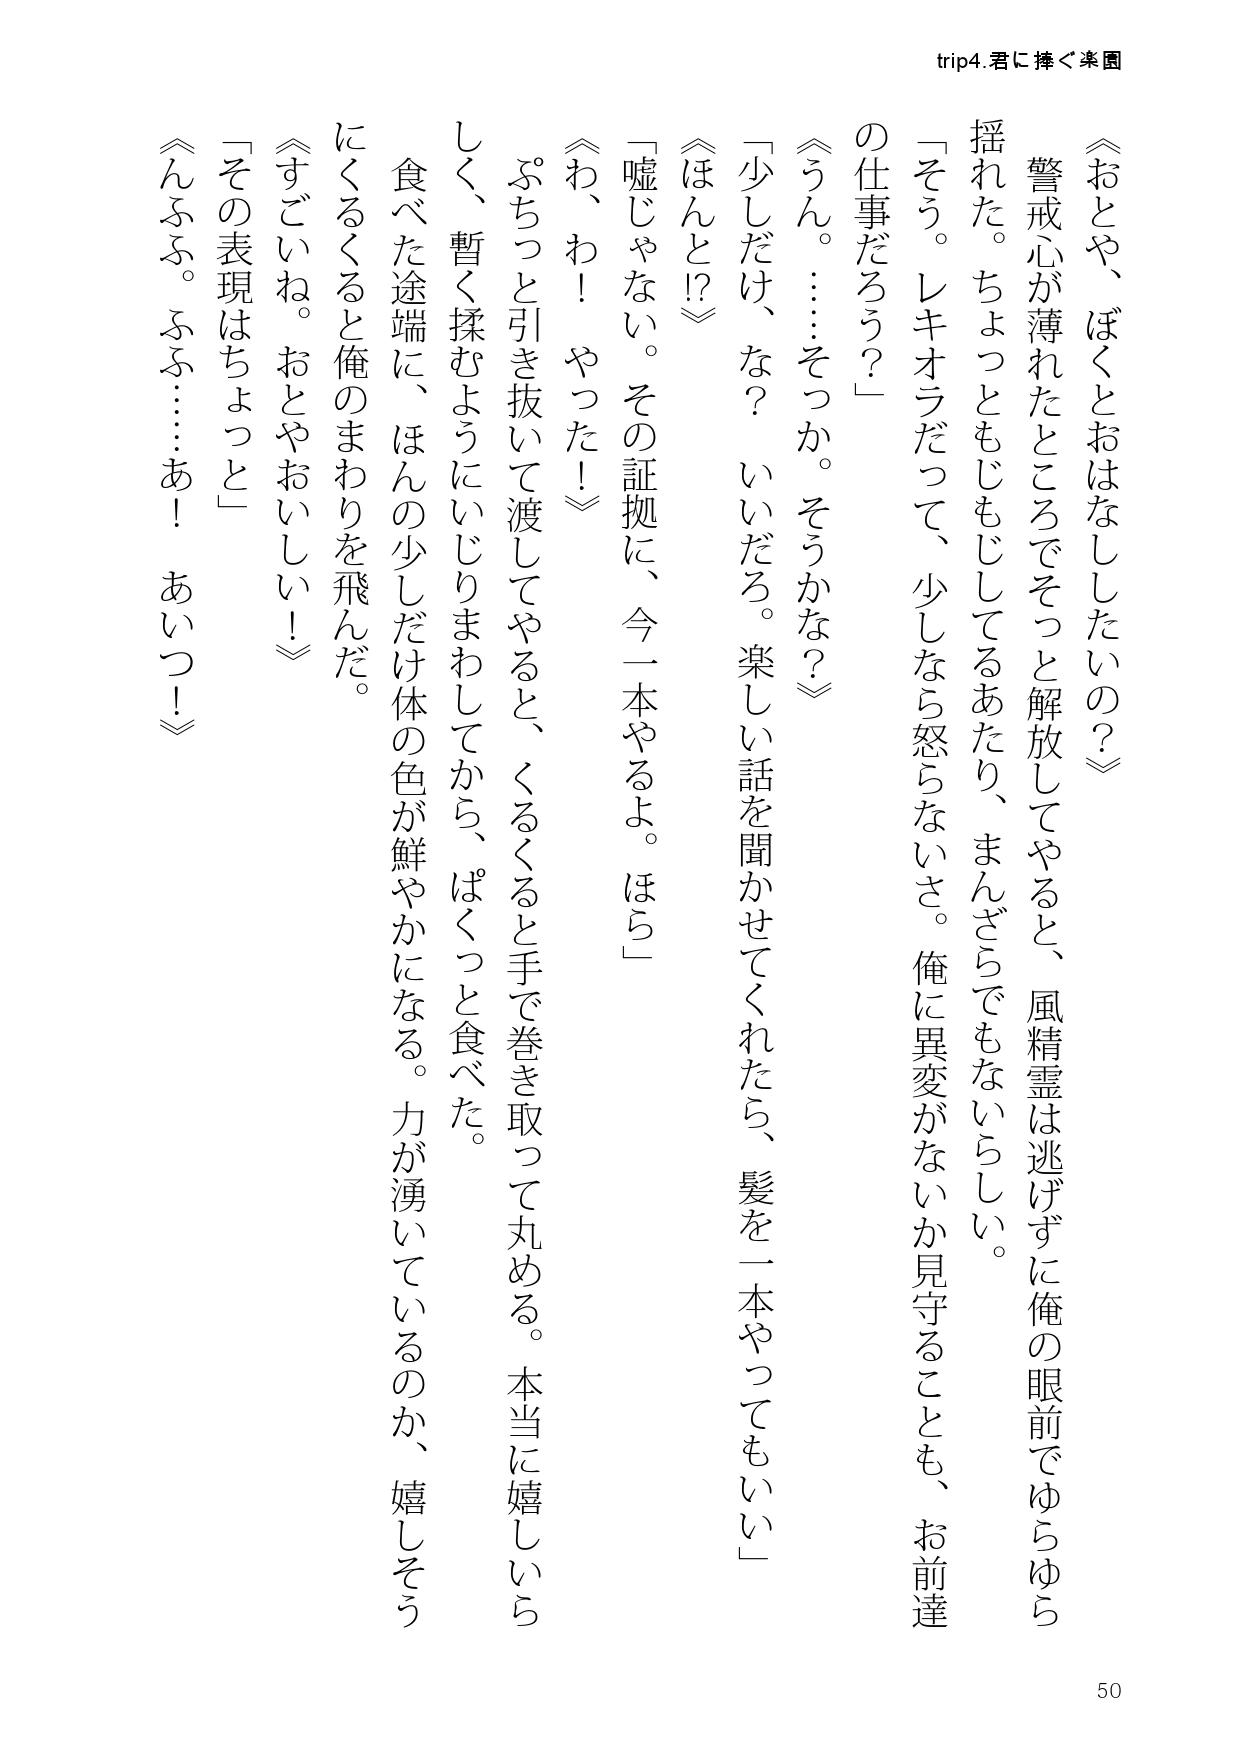 trip4.君に捧ぐ楽園
《おとや、ぼくとおはなししたいの？》
　警戒心が薄れたところでそっと解放してやると、風精霊は逃げずに俺の眼前でゆらゆら
揺れた。ちょっともじもじしてるあたり、まんざらでもないらしい。
「そう。レキオラだって、少しなら怒らないさ。俺に異変がないか見守ることも、お前達
の仕事だろう？」
《うん。……そっか。そうかな？》
「少しだけ、な？　いいだろ。楽しい話を聞かせてくれたら、髪を一本やってもいい」
《ほんと!?》
「嘘じゃない。その証拠に、今一本やるよ。ほら」
《わ、わ！　やった！》
　ぷちっと引き抜いて渡してやると、くるくると手で巻き取って丸める。本当に嬉しいら
しく、暫く揉むようにいじりまわしてから、ぱくっと食べた。
　食べた途端に、ほんの少しだけ体の色が鮮やかになる。力が湧いているのか、嬉しそう
にくるくると俺のまわりを飛んだ。
《すごいね。おとやおいしい！》
「その表現はちょっと」
《んふふ。ふふ……あ！　あいつ！》
50